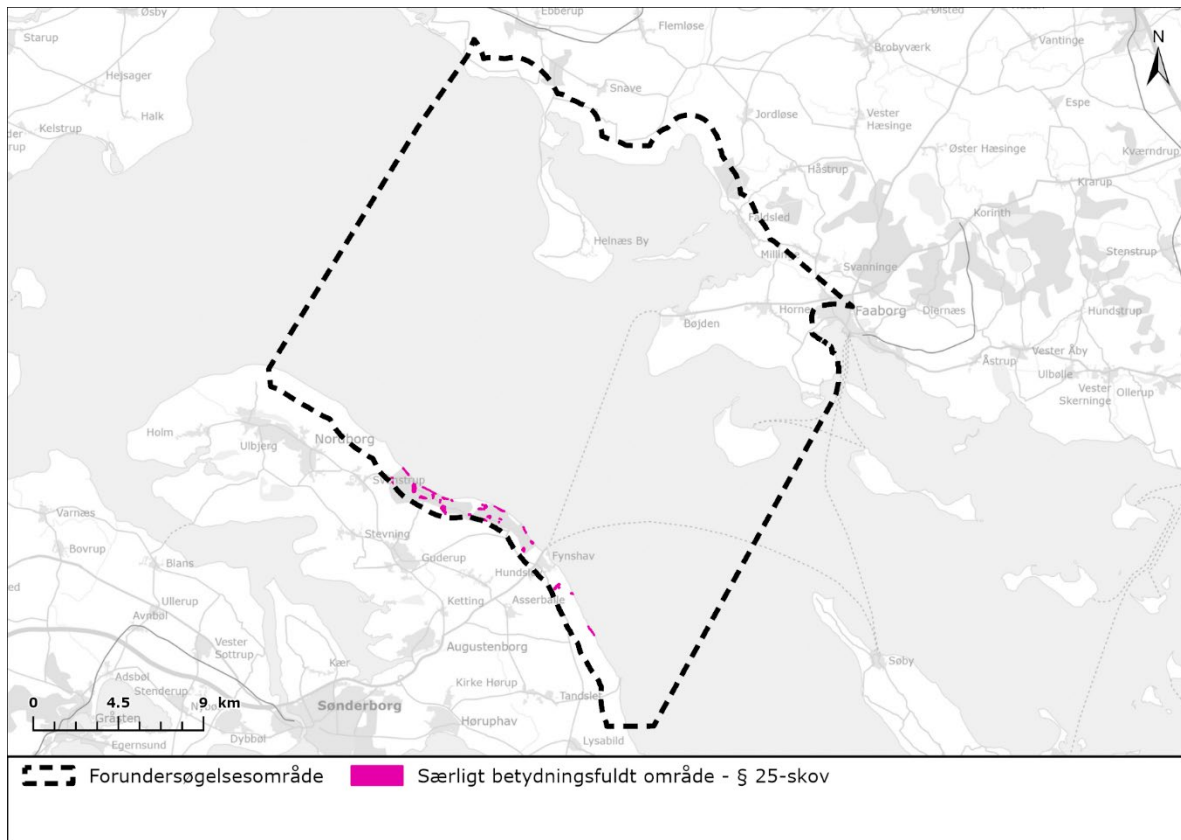 Øsby
Ebberup
Ølsted
Starup
Flemløse
Brobyværk
Vantinge
N
Hejsager
Snave
Halk
Jordløse
Vester
Hæsinge
Espe
Kelstrup
Øster Hæsinge
Kværndrup
Håstrup
Krarup
Faldsled
Korinth
Helnæs By
Millin
Svanninge
Stenstrup
Bøjden
Horne
Faaborg
Diernæs
Hundstrup
Åstrup
Vester Åby
Ulbølle
Vester
Skerninge
Ollerup
Holm
Ulbjerg
Nordborg
Svenstrup
Varnæs
Bovrup
Blans
Stevning
Guderup
Fynshav
Hundslev
Ullerup
Ketting
Asserballe
Avnbøl
Vester
Sottrup
Augustenborg
Kær
Søby
Adsbøl
Stenderup
Kirke Hørup
Tandslet
0 4.5 9 km
Gråsten
Sønderborg
Egernsund
Dybbøl
Høruphav
Lysabild
Forundersøgelsesområde
Særligt betydningsfuldt område - § 25-skov